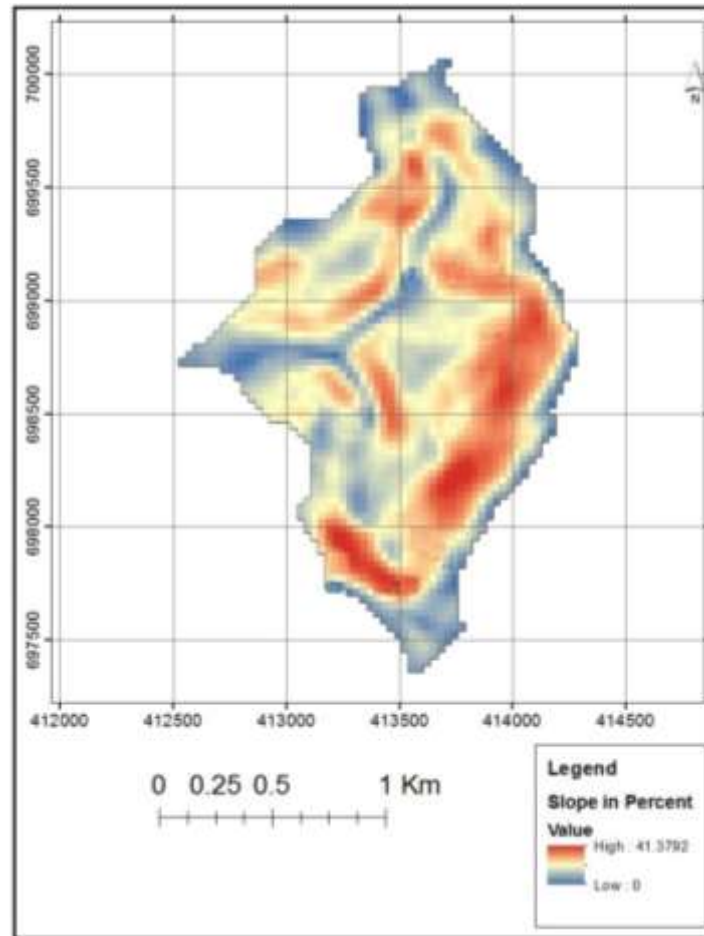 700000
699500
699000
698500
698000
697500
412000 412500 413000 413500 414000 414500
N
0 0.25 0.5 1 Km
Legend
Slope in Percent
Value
High : 41.3792
Low : 0